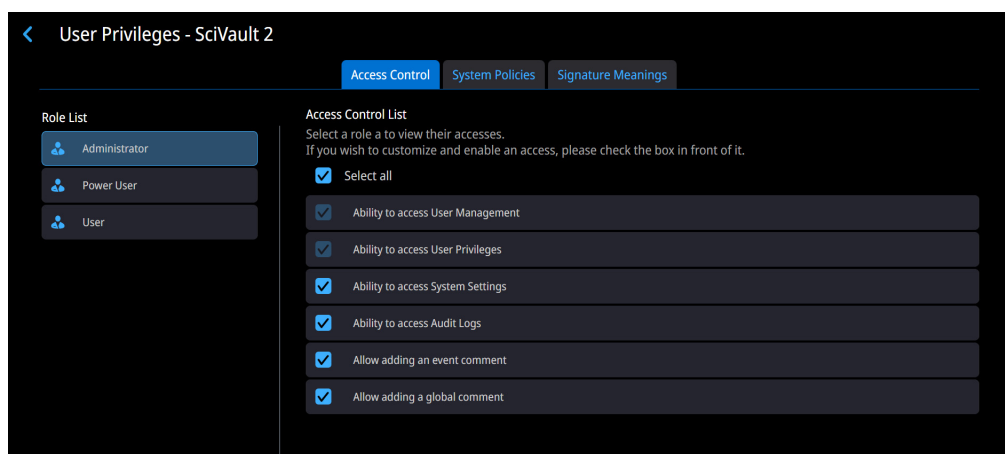 User Privileges - SciVault 2
Access Control
System Policies
Signature Meanings
Role List
Administrator
Power User
User
Access Control List
Select a role a to view their accesses.
If you wish to customize and enable an access, please check the box in front of it.
Select all
Ability to access User Management
Ability to access User Privileges
Ability to access System Settings
Ability to access Audit Logs
Allow adding an event comment
Allow adding a global comment